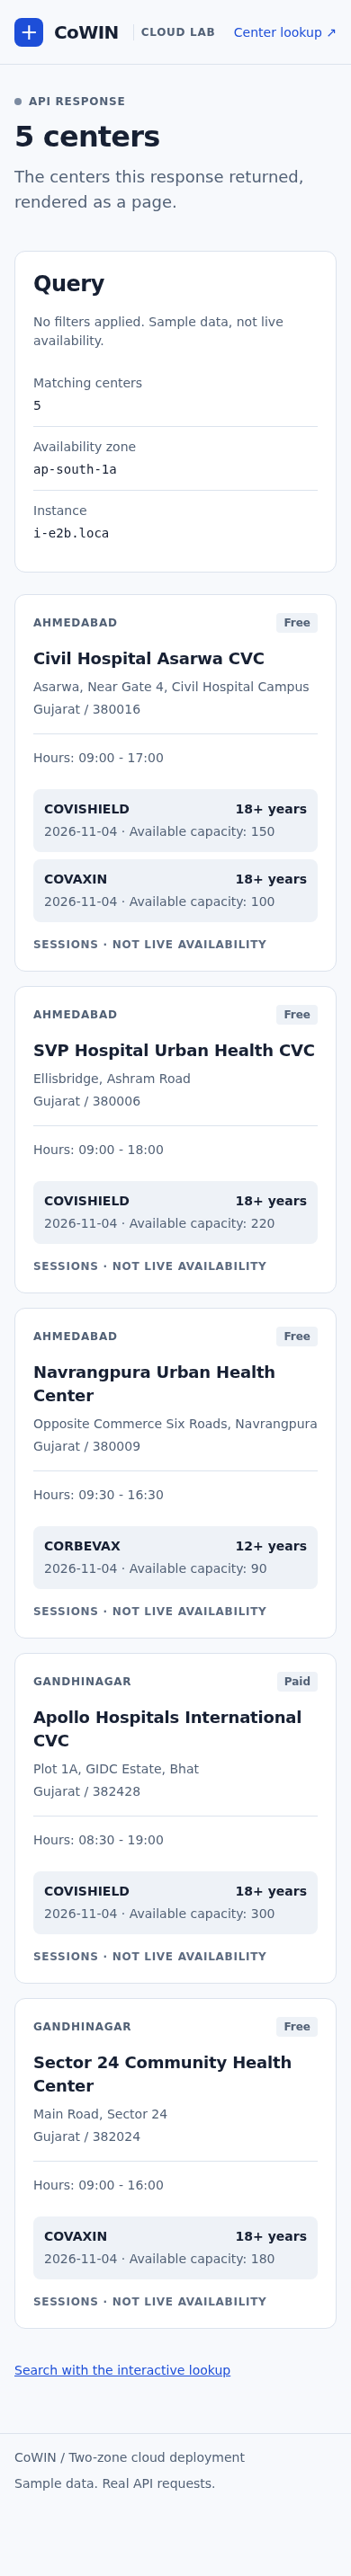 CoWIN CLOUD LAB Center lookup ↗
API RESPONSE
5 centers
The centers this response returned,
rendered as a page.
Query
No filters applied. Sample data, not live
availability.
Matching centers
5
Availability zone
ap-south-1a
Instance
i-e2b.loca
AHMEDABAD Free
Civil Hospital Asarwa CVC
Asarwa, Near Gate 4, Civil Hospital Campus
Gujarat / 380016
Hours: 09:00 - 17:00
COVISHIELD 18+ years
2026-11-04 · Available capacity: 150
COVAXIN 18+ years
2026-11-04 · Available capacity: 100
SESSIONS · NOT LIVE AVAILABILITY
AHMEDABAD Free
SVP Hospital Urban Health CVC
Ellisbridge, Ashram Road
Gujarat / 380006
Hours: 09:00 - 18:00
COVISHIELD 18+ years
2026-11-04 · Available capacity: 220
SESSIONS · NOT LIVE AVAILABILITY
AHMEDABAD Free
Navrangpura Urban Health
Center
Opposite Commerce Six Roads, Navrangpura
Gujarat / 380009
Hours: 09:30 - 16:30
CORBEVAX 12+ years
2026-11-04 · Available capacity: 90
SESSIONS · NOT LIVE AVAILABILITY
GANDHINAGAR Paid
Apollo Hospitals International
CVC
Plot 1A, GIDC Estate, Bhat
Gujarat / 382428
Hours: 08:30 - 19:00
COVISHIELD 18+ years
2026-11-04 · Available capacity: 300
SESSIONS · NOT LIVE AVAILABILITY
GANDHINAGAR Free
Sector 24 Community Health
Center
Main Road, Sector 24
Gujarat / 382024
Hours: 09:00 - 16:00
COVAXIN 18+ years
2026-11-04 · Available capacity: 180
SESSIONS · NOT LIVE AVAILABILITY
Search with the interactive lookup
CoWIN / Two-zone cloud deployment
Sample data. Real API requests.